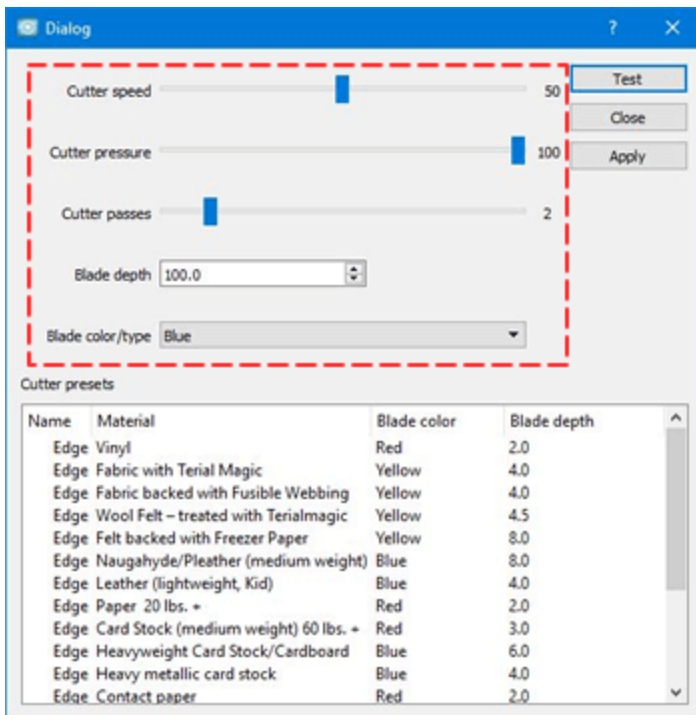 Dialog
Cutter speed 50 Test
Close
Cutter pressure 100 Apply
Cutter passes 2
Blade depth 100.0
Blade color/type Blue
Cutter presets
Name Material Blade color Blade depth
Edge Vinyl Red 2.0
Edge Fabric with Terial Magic Yellow 4.0
Edge Fabric backed with Fusible Webbing Yellow 4.0
Edge Wool Felt – treated with Terialmagic Yellow 4.5
Edge Felt backed with Freezer Paper Yellow 8.0
Edge Naugahyde/Pleather (medium weight) Blue 8.0
Edge Leather (lightweight, Kid) Blue 4.0
Edge Paper 20 lbs. + Red 2.0
Edge Card Stock (medium weight) 60 lbs. + Red 3.0
Edge Heavyweight Card Stock/Cardboard Blue 6.0
Edge Heavy metallic card stock Blue 4.0
Edge Contact paper Red 2.0